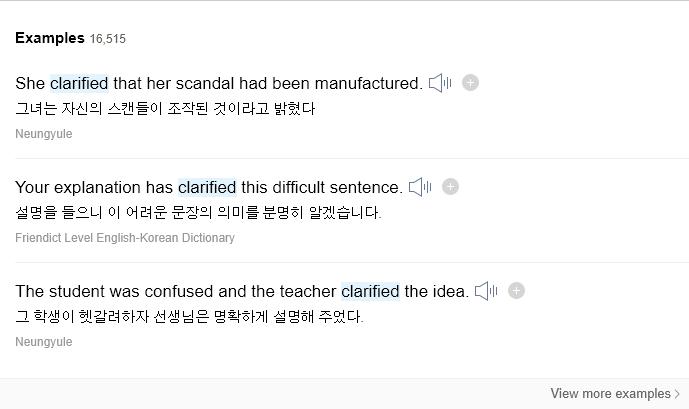 Examples 16,515
She clarified that her scandal had been manufactured.
그녀는 자신의 스캔들이 조작된 것이라고 밝혔다
Neungyule
Your explanation has clarified this difficult sentence.
설명을 들으니 이 어려운 문장의 의미를 분명히 알겠습니다.
Friendict Level English-Korean Dictionary
The student was confused and the teacher clarified the idea.
그 학생이 헷갈려하자 선생님은 명확하게 설명해 주었다.
Neungyule
View more examples